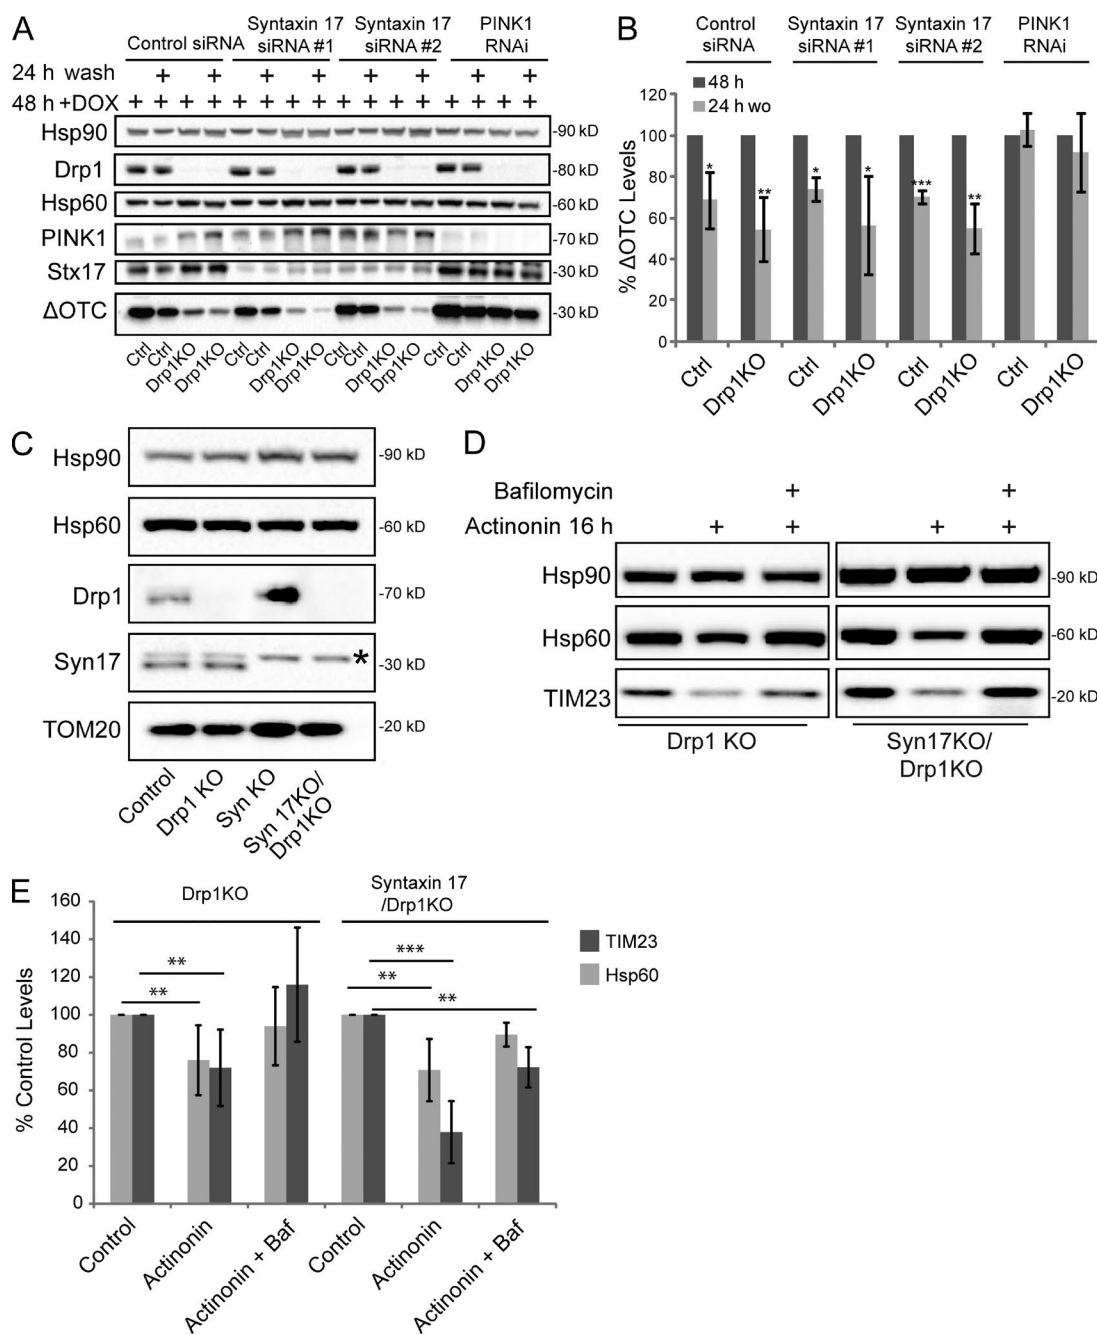 A
Control siRNA
Syntaxin 17
siRNA #1
Syntaxin 17
siRNA #2
PINK1
RNAi
24 h wash + + + + + + + +
48 h +DOX + + + + + + + + + + + + + + + +
Hsp90 -90 kD
Drp1 -80 kD
Hsp60 -60 kD
PINK1 -70 kD
Stx17 -30 kD
ΔOTC -30 kD
Ctrl Ctrl Drp1KO Drp1KO Ctrl Ctrl Drp1KO Drp1KO Ctrl Ctrl Drp1KO Drp1KO Ctrl Ctrl Drp1KO Drp1KO
B
Control
siRNA
Syntaxin 17
siRNA #1
Syntaxin 17
siRNA #2
PINK1
RNAi
48 h
24 h wo
% ΔOTC Levels
120
100
80
60
40
20
0
* ** * * *** **
Ctrl Drp1KO Ctrl Drp1KO Ctrl Drp1KO Ctrl Drp1KO
C
Hsp90 -90 kD
Hsp60 -60 kD
Drp1 -70 kD
Syn17 * -30 kD
TOM20 -20 kD
Control
Drp1 KO
Syn KO
Syn 17KO/
Drp1KO
D
Bafilomycin + +
Actinonin 16 h + + + +
Hsp90 -90 kD
Hsp60 -60 kD
TIM23 -20 kD
Drp1 KO
Syn17KO/
Drp1KO
E
Drp1KO
Syntaxin 17
/Drp1KO
TIM23
Hsp60
% Control Levels
160
140
120
100
80
60
40
20
0
**
**
***
**
**
Control
Actinonin
Actinonin + Baf
Control
Actinonin
Actinonin + Baf